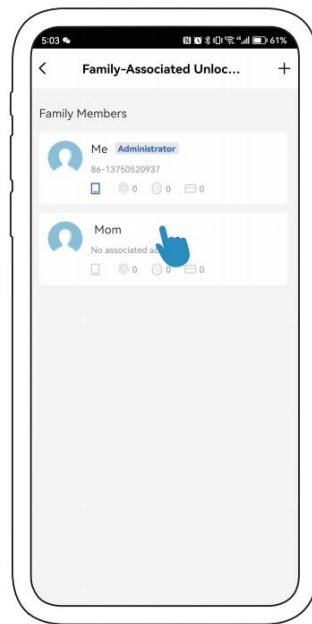 5:03 61%
Family-Associated Unloc...
Family Members
Me Administrator
86-13750520937
0 0 0
Mom
No associated
0 0 0